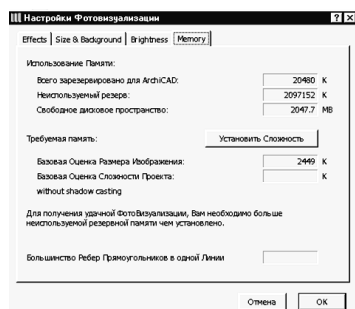 Настройки Фотовизуализации
Effects Size & Background Brightness Memory
Использование Памяти:
Всего зарезервировано для ArchiCAD: 20480 K
Неиспользуемый резерв: 2097152 K
Свободное дисковое пространство: 2047.7 MB
Требуемая память: Установить Сложность
Базовая Оценка Размера Изображения: 2449 K
Базовая Оценка Сложности Проекта: K
without shadow casting
Для получения удачной ФотоВизуализации, Вам необходимо больше
неиспользуемой резервной памяти чем установлено.
Большинство Ребер Прямоугольников в одной Линии
Отмена OK